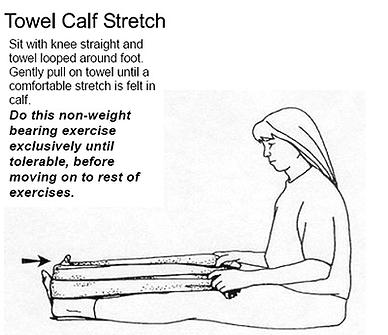 Towel Calf Stretch
Sit with knee straight and
towel looped around foot.
Gently pull on towel until a
comfortable stretch is felt in
calf.
Do this non-weight
bearing exercise
exclusively until
tolerable, before
moving on to rest of
exercises.